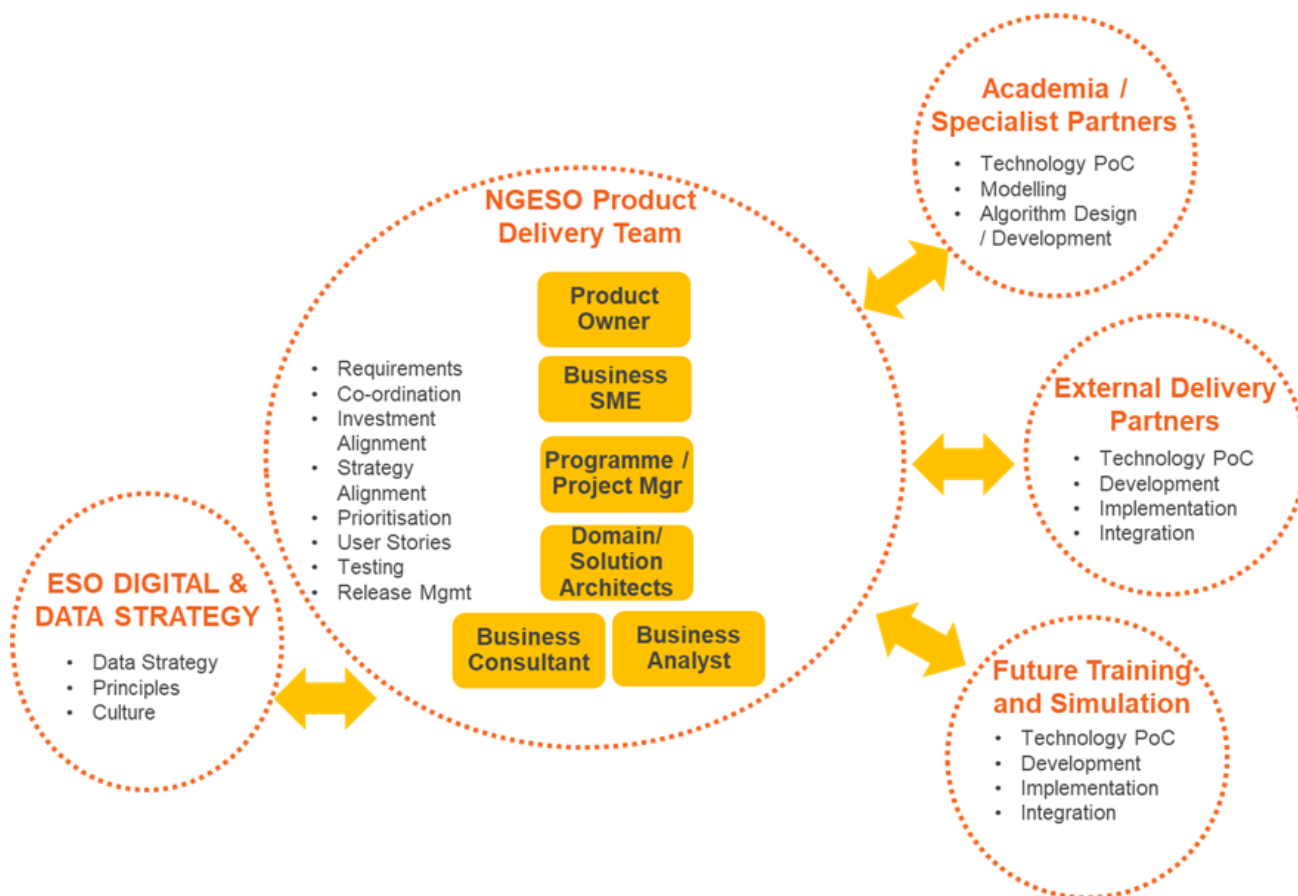 NGESO Product
Delivery Team
Product
Owner
Business
SME
Programme /
Project Mgr
Domain/
Solution
Architects
Business
Consultant
Business
Analyst
• Requirements
• Co-ordination
• Investment
Alignment
• Strategy
Alignment
• Prioritisation
• User Stories
• Testing
• Release Mgmt
ESO DIGITAL &
DATA STRATEGY
• Data Strategy
• Principles
• Culture
Academia /
Specialist Partners
• Technology PoC
• Modelling
• Algorithm Design
/ Development
External Delivery
Partners
• Technology PoC
• Development
• Implementation
• Integration
Future Training
and Simulation
• Technology PoC
• Development
• Implementation
• Integration